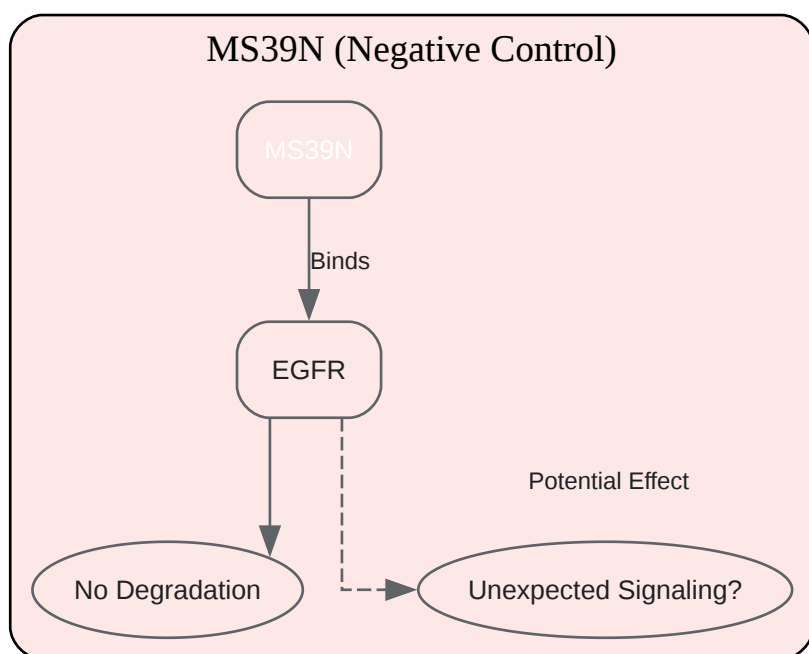 MS39N (Negative Control)
MS39N
Binds
EGFR
Potential Effect
No Degradation
Unexpected Signaling?